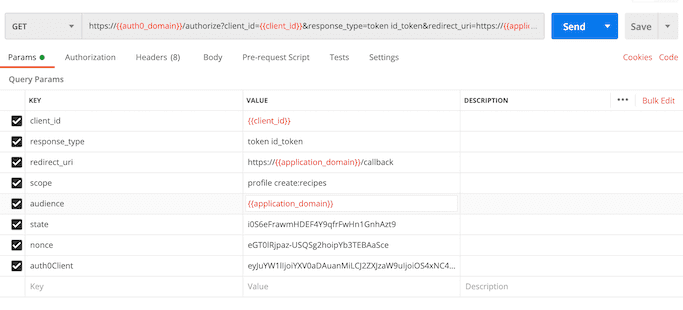 GET https://{{auth0_domain}}/authorize?client_id={{client_id}}&response_type=token id_token&redirect_uri=https://{{applic... Send Save
Params Authorization Headers (8) Body Pre-request Script Tests Settings Cookies Code
Query Params
KEY VALUE DESCRIPTION ••• Bulk Edit
client_id {{client_id}}
response_type token id_token
redirect_uri https://{{application_domain}}/callback
scope profile create:recipes
audience {{application_domain}}
state i0S6eFrawmHDEF4Y9qfrFwHn1GnhAzt9
nonce eGT0lRjpaz-USQSg2hoipYb3TEBAaSce
auth0Client eyJuYW1lIjoiYXV0aDAuanMiLCJ2ZXJzaW9uIjoiOS4xNC4...
Key Value Description